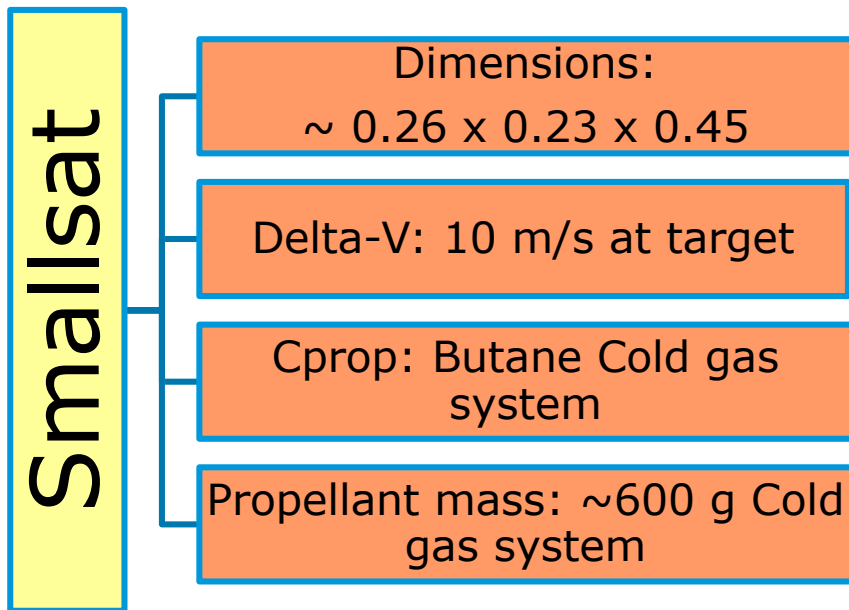 Smallsat
Dimensions:
~ 0.26 x 0.23 x 0.45
Delta-V: 10 m/s at target
Cprop: Butane Cold gas
system
Propellant mass: ~600 g Cold
gas system